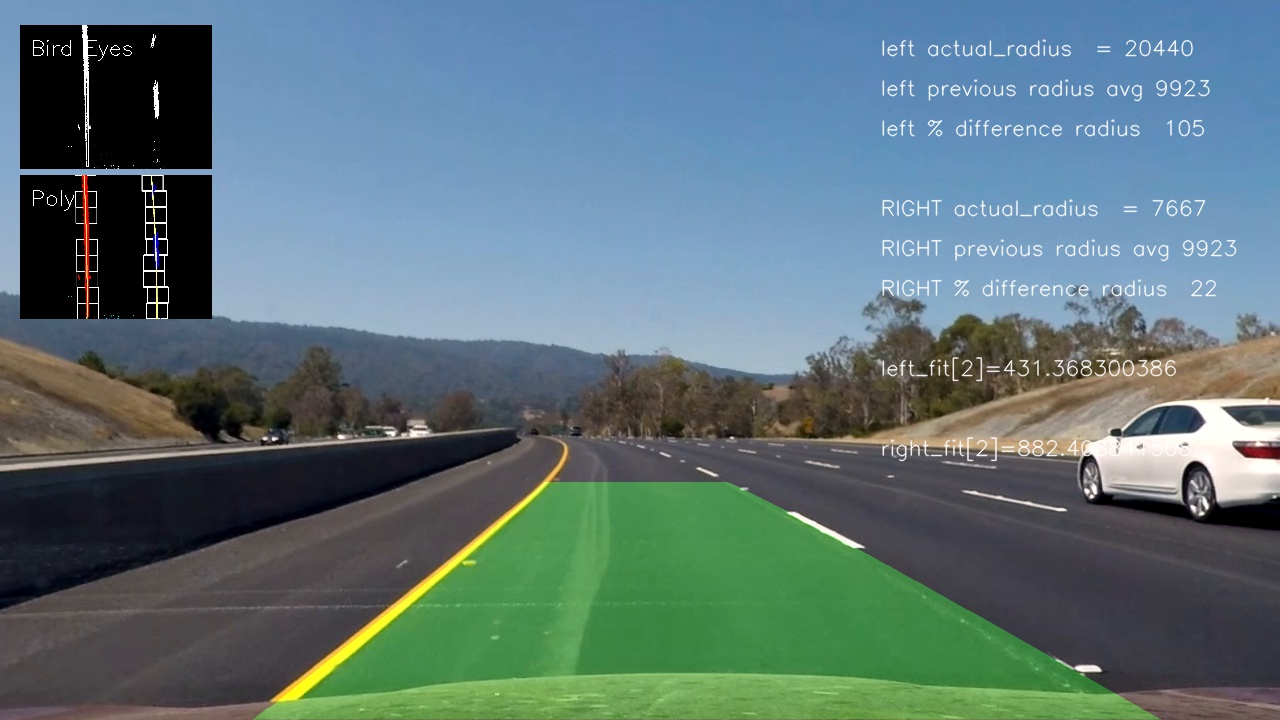 Bird Eyes
Poly
left actual_radius = 20440
left previous radius avg 9923
left % difference radius 105
RIGHT actual_radius = 7667
RIGHT previous radius avg 9923
RIGHT % difference radius 22
left_fit[2]=431.368300386